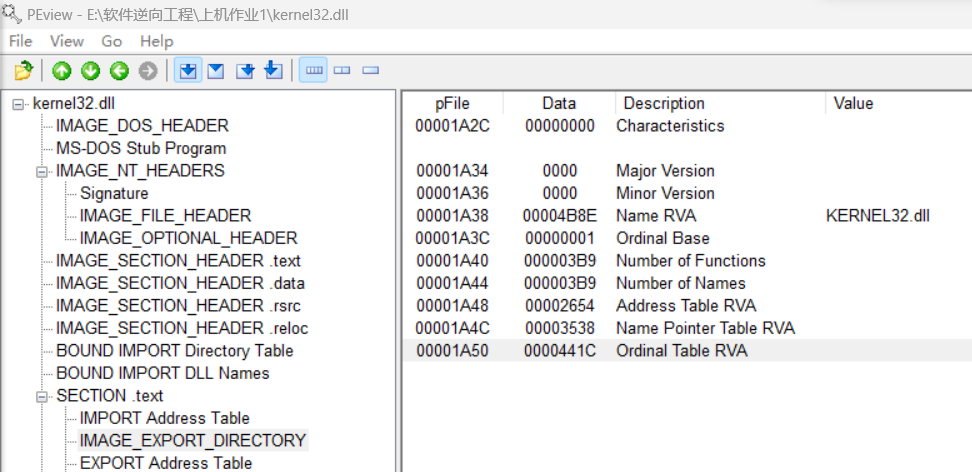 PEview - E:\软件逆向工程\上机作业1\kernel32.dll
File View Go Help
kernel32.dll
IMAGE_DOS_HEADER
MS-DOS Stub Program
IMAGE_NT_HEADERS
Signature
IMAGE_FILE_HEADER
IMAGE_OPTIONAL_HEADER
IMAGE_SECTION_HEADER .text
IMAGE_SECTION_HEADER .data
IMAGE_SECTION_HEADER .rsrc
IMAGE_SECTION_HEADER .reloc
BOUND IMPORT Directory Table
BOUND IMPORT DLL Names
SECTION .text
IMPORT Address Table
IMAGE_EXPORT_DIRECTORY
EXPORT Address Table
pFile Data Description Value
00001A2C 00000000 Characteristics
00001A34 0000 Major Version
00001A36 0000 Minor Version
00001A38 00004B8E Name RVA KERNEL32.dll
00001A3C 00000001 Ordinal Base
00001A40 000003B9 Number of Functions
00001A44 000003B9 Number of Names
00001A48 00002654 Address Table RVA
00001A4C 00003538 Name Pointer Table RVA
00001A50 0000441C Ordinal Table RVA